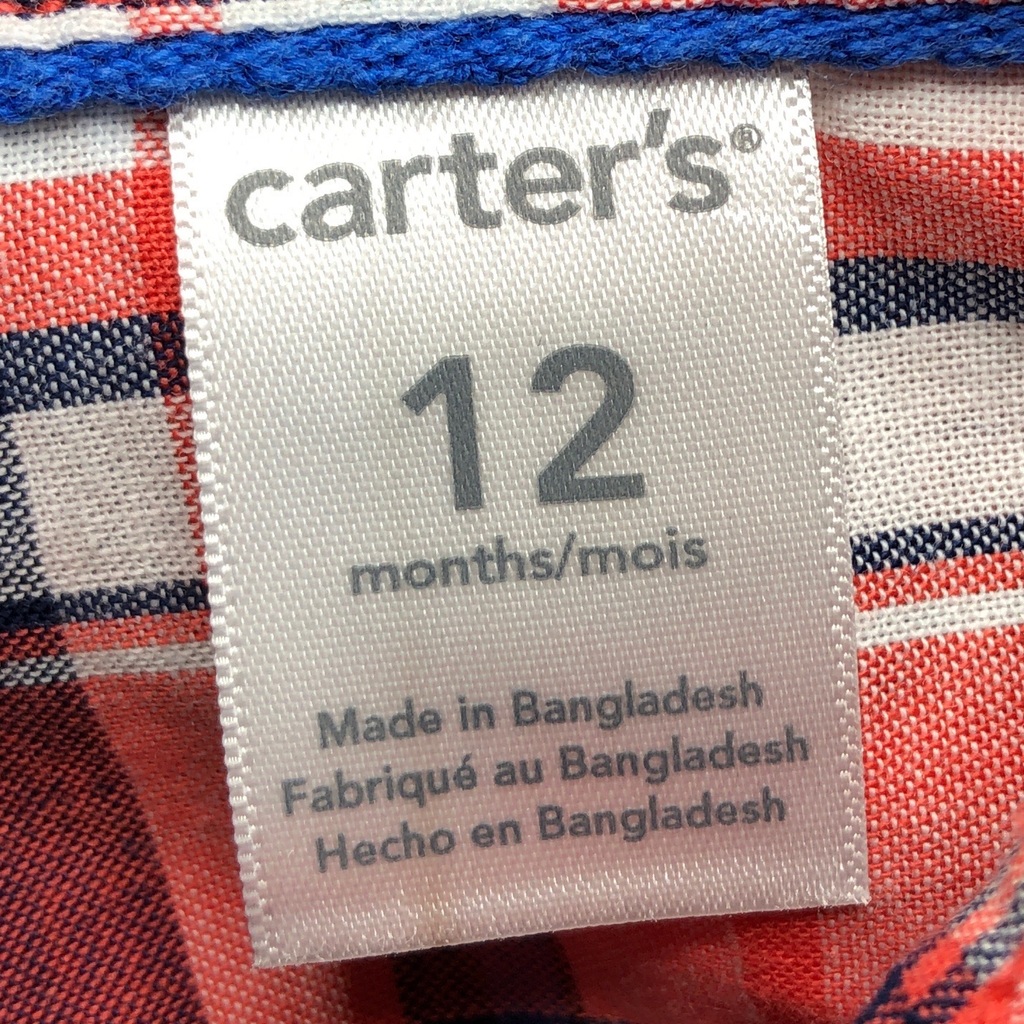 carter's®
12
months/mois
Made in Bangladesh
Fabriqué au Bangladesh
Hecho en Bangladesh